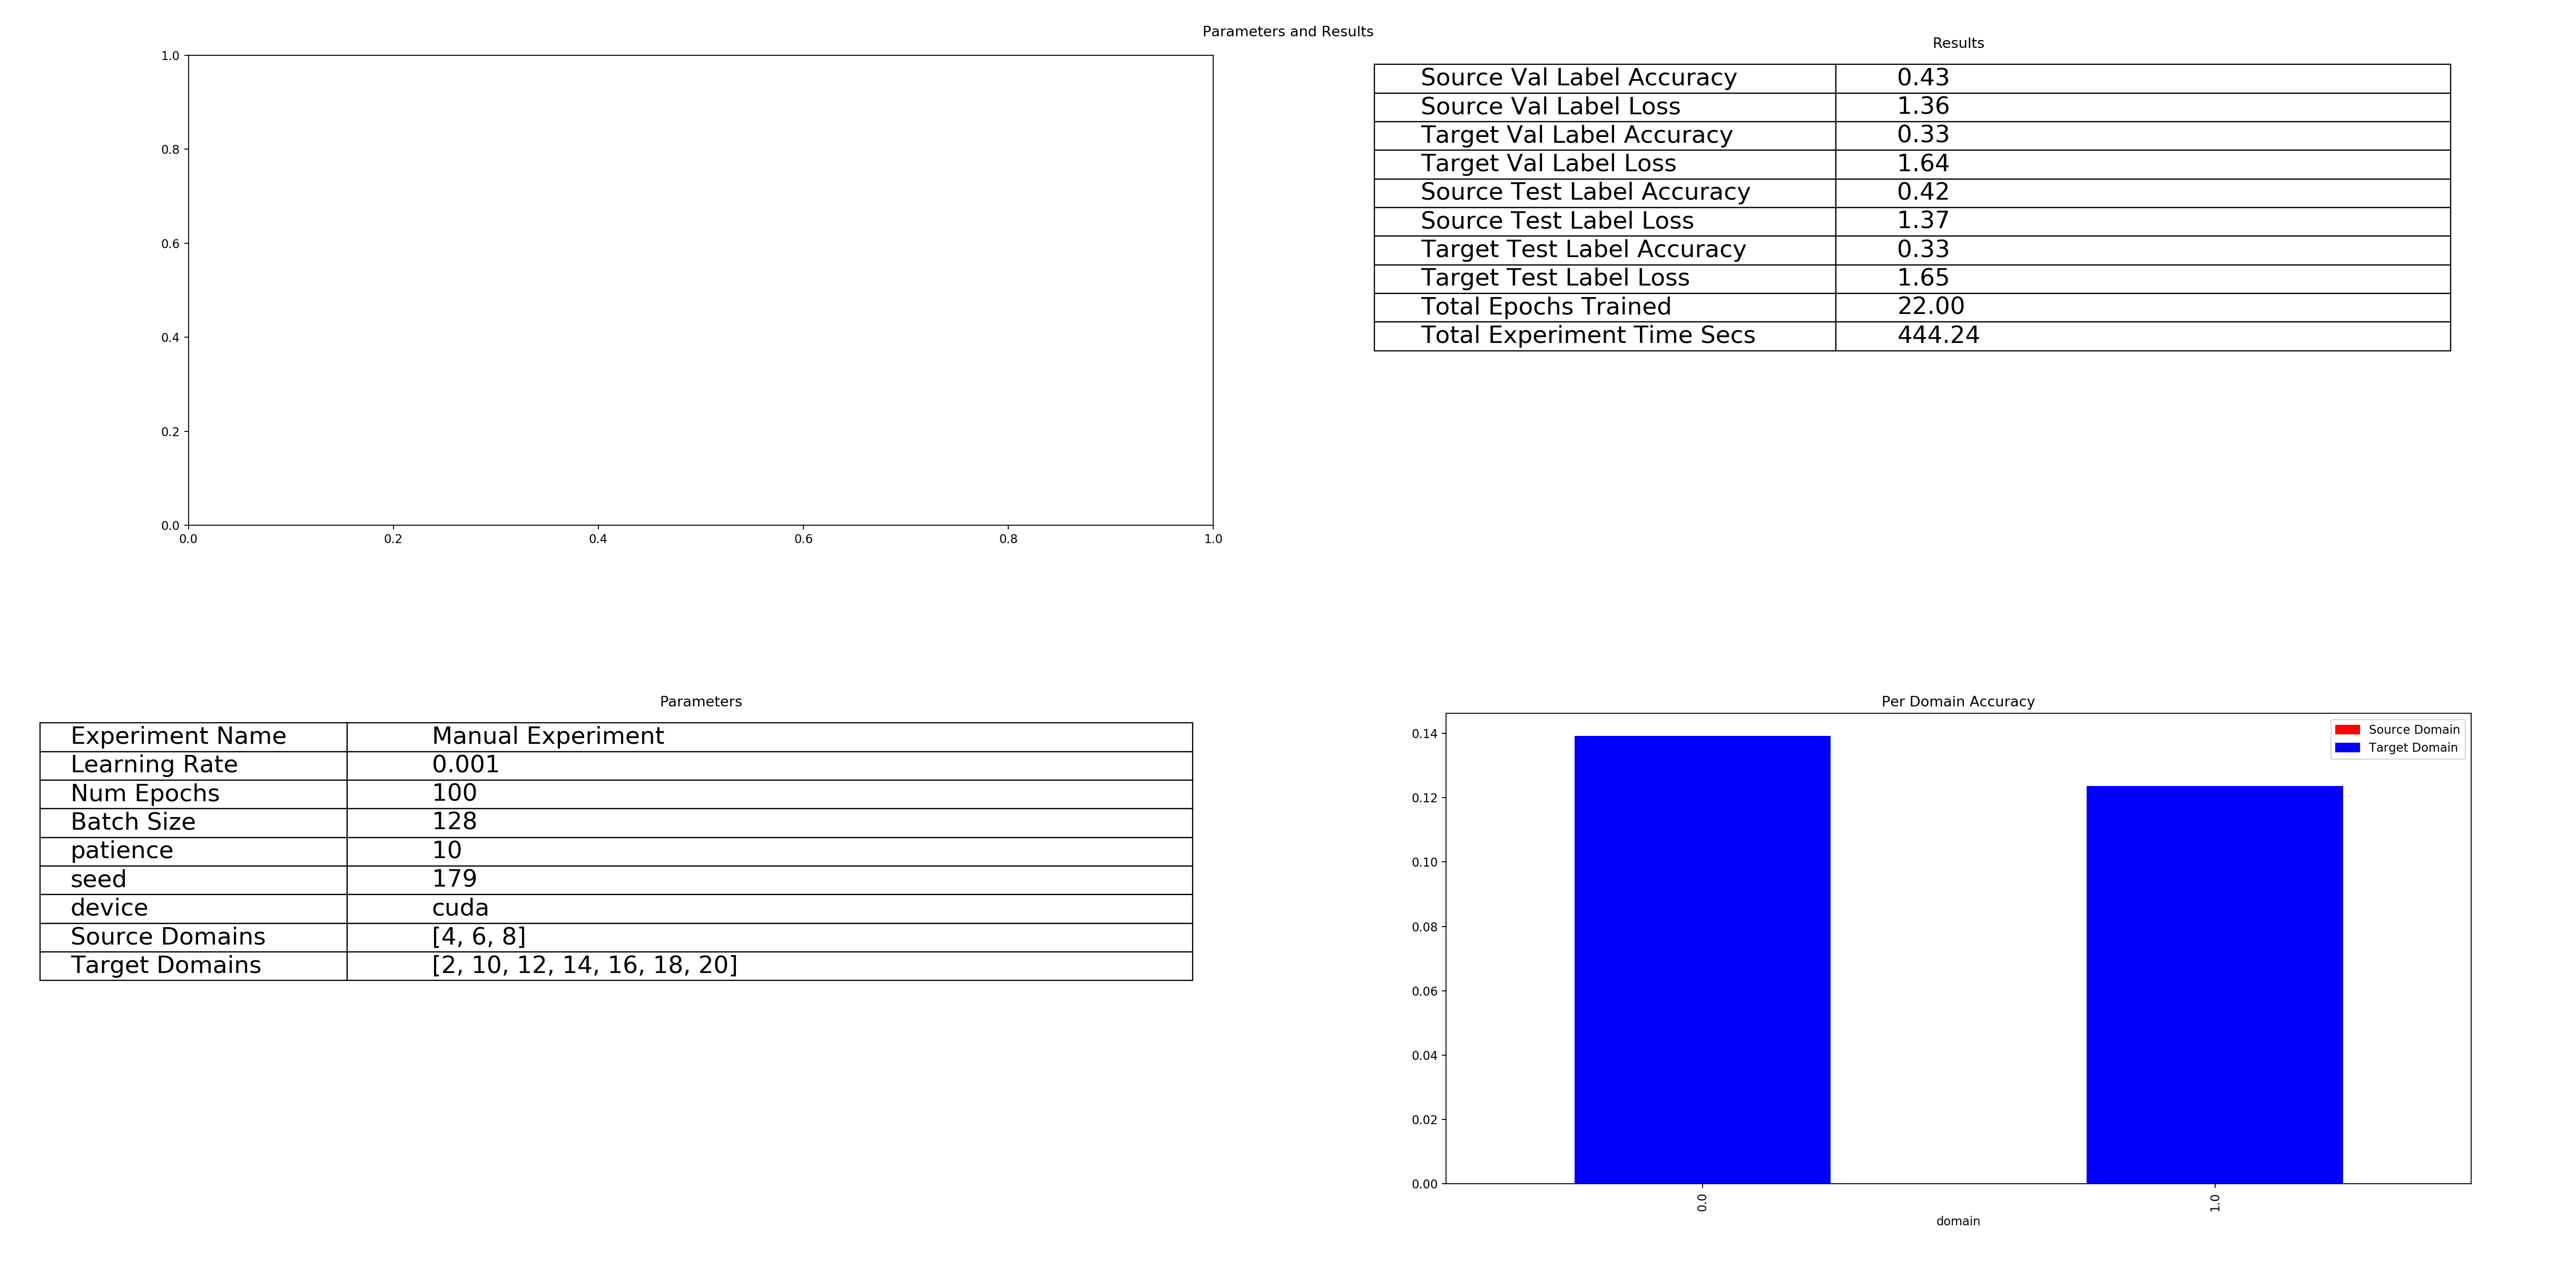 Parameters and Results
1.0
0.8
0.6
0.4
0.2
0.0
0.0 0.2 0.4 0.6 0.8 1.0
Results
Source Val Label Accuracy 0.43
Source Val Label Loss 1.36
Target Val Label Accuracy 0.33
Target Val Label Loss 1.64
Source Test Label Accuracy 0.42
Source Test Label Loss 1.37
Target Test Label Accuracy 0.33
Target Test Label Loss 1.65
Total Epochs Trained 22.00
Total Experiment Time Secs 444.24
Parameters
Experiment Name Manual Experiment
Learning Rate 0.001
Num Epochs 100
Batch Size 128
patience 10
seed 179
device cuda
Source Domains [4, 6, 8]
Target Domains [2, 10, 12, 14, 16, 18, 20]
Per Domain Accuracy
Source Domain
Target Domain
0.14
0.12
0.10
0.08
0.06
0.04
0.02
0.00
0.0 1.0
domain